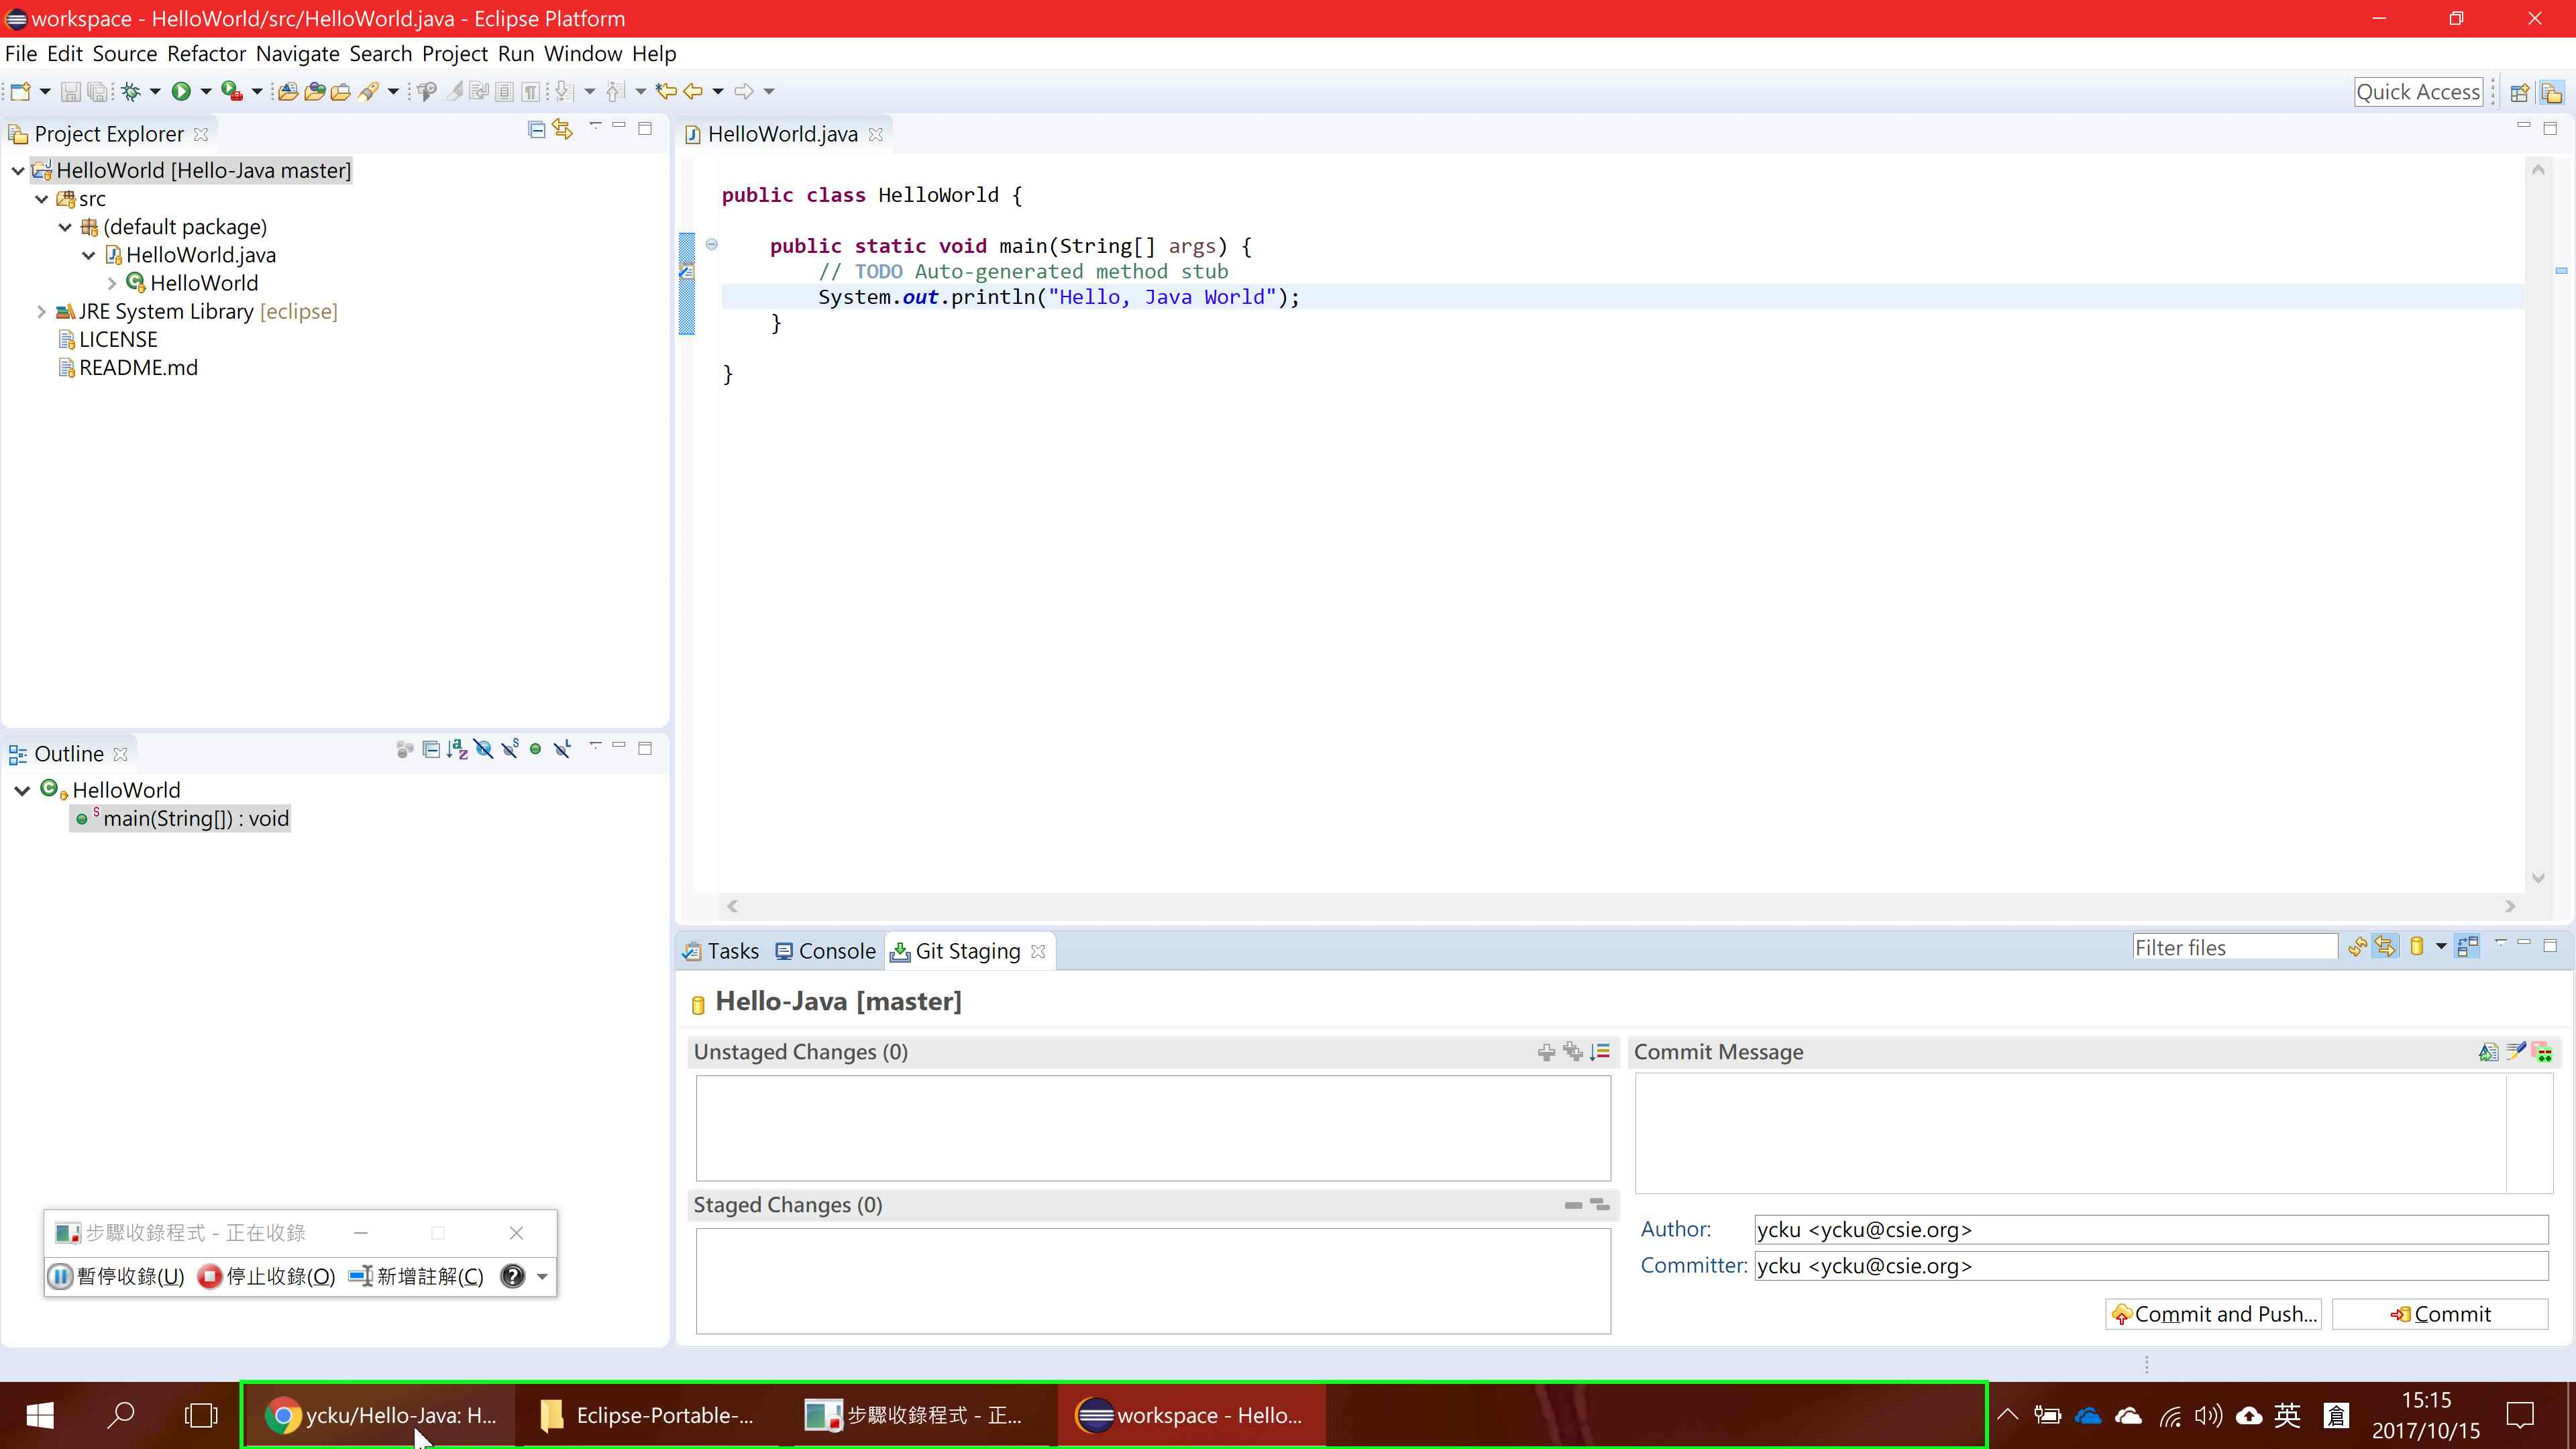 workspace - HelloWorld/src/HelloWorld.java - Eclipse Platform
File Edit Source Refactor Navigate Search Project Run Window Help
Quick Access
Project Explorer
HelloWorld [Hello-Java master]
src
(default package)
HelloWorld.java
HelloWorld
JRE System Library [eclipse]
LICENSE
README.md
HelloWorld.java
public class HelloWorld {
public static void main(String[] args) {
// TODO Auto-generated method stub
System.out.println("Hello, Java World");
}
}
Outline
HelloWorld
main(String[]) : void
步驟收錄程式 - 正在收錄
暫停收錄(U) 停止收錄(O) 新增註解(C)
Tasks Console Git Staging
Filter files
Hello-Java [master]
Unstaged Changes (0)
Staged Changes (0)
Commit Message
Author: ycku <ycku@csie.org>
Committer: ycku <ycku@csie.org>
Commit and Push... Commit
ycku/Hello-Java: H... Eclipse-Portable-... 步驟收錄程式 - 正... workspace - Hello...
英 倉
15:15
2017/10/15